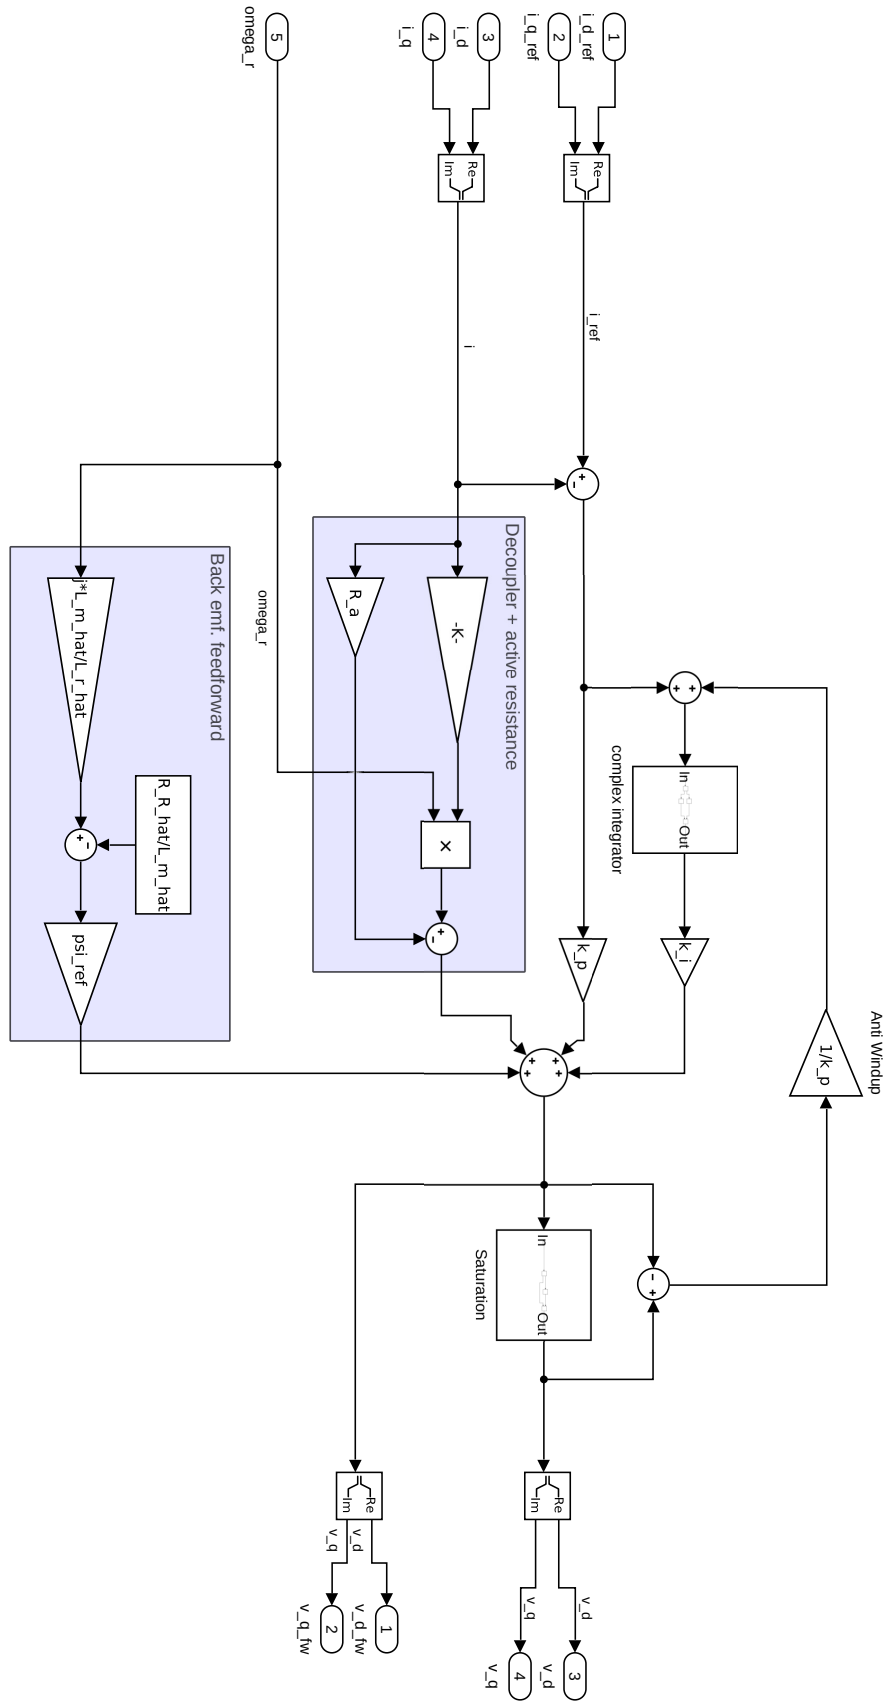 1
i_d_ref
2
i_q_ref
3
i_d
4
i_q
5
omega_r
Re
Im
Re
Im
i_ref
i
+
−
+
+
In
Out
complex integrator
k_i
k_p
Anti Windup
1/k_p
Decoupler + active resistance
-K-
R_a
×
+
−
omega_r
Back emf. feedforward
j*L_m_hat/L_r_hat
R_R_hat/L_m_hat
−
+
psi_ref
+
+
+
+
−
+
In
Out
Saturation
Re
Im
v_d
v_q
3
v_d
4
v_q
Re
Im
v_d
v_q
1
v_d_fw
2
v_q_fw